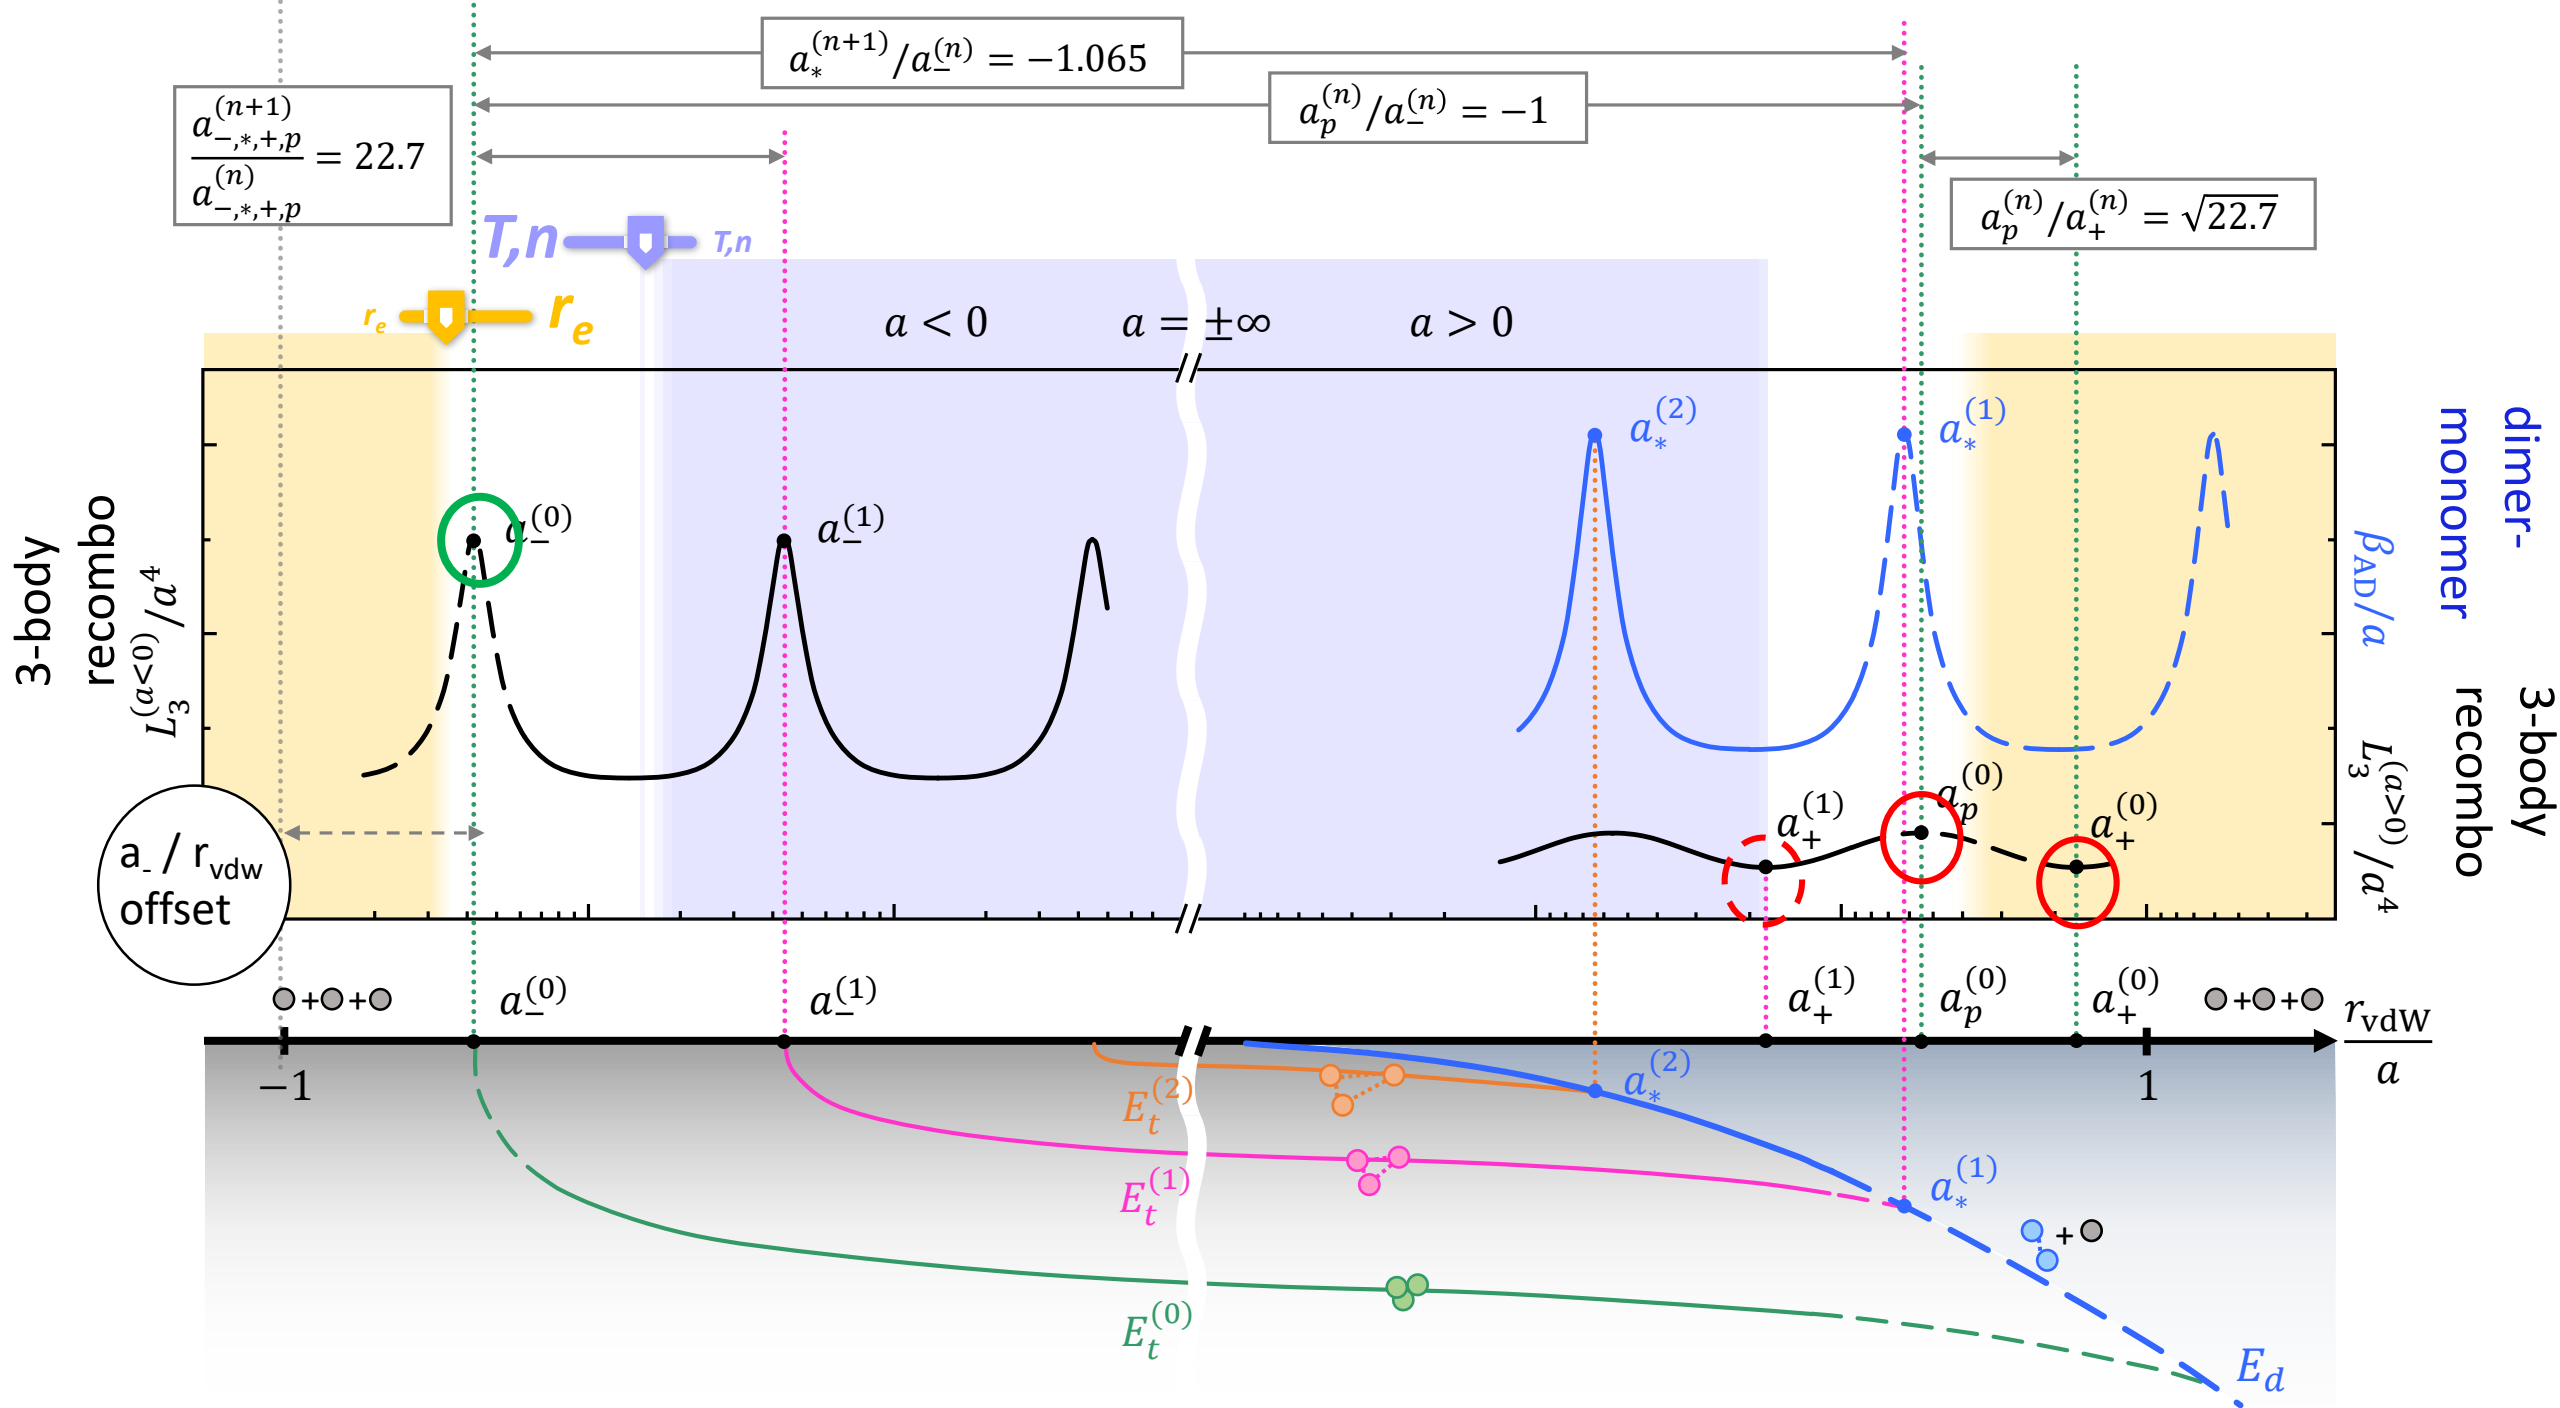 a_*^{(n+1)}/a_-^{(n)} = −1.065
a_p^{(n)}/a_-^{(n)} = −1
a_{−,*,+,p}^{(n+1)} / a_{−,*,+,p}^{(n)} = 22.7
a_p^{(n)}/a_+^{(n)} = √22.7
T,n
T,n
r_e
r_e
a < 0
a = ±∞
a > 0
a_-^{(0)}
a_-^{(1)}
a_*^{(2)}
a_*^{(1)}
3-body
recombo
L_3^{(a<0)}/a^4
dimer-
monomer
β_AD/a
3-body
recombo
L_3^{(a>0)}/a^4
a_+^{(1)}
a_p^{(0)}
a_+^{(0)}
a_- / r_vdw
offset
+ +
a_-^{(0)}
a_-^{(1)}
a_+^{(1)}
a_p^{(0)}
a_+^{(0)}
+ +
r_vdW / a
−1
1
E_t^{(2)}
a_*^{(2)}
E_t^{(1)}
a_*^{(1)}
+
E_t^{(0)}
E_d